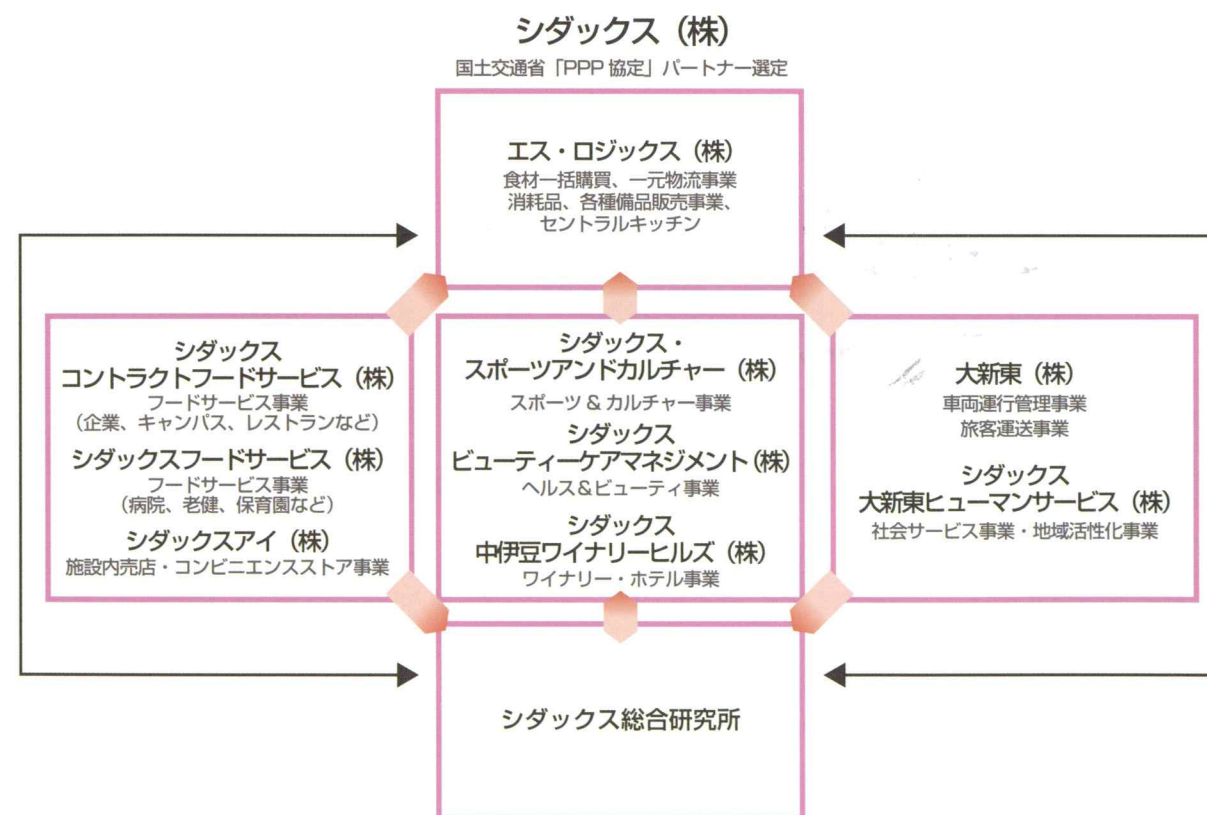 シダックス（株）
国土交通省「PPP 協定」パートナー選定
エス・ロジックス（株）
食材一括購買、一元物流事業
消耗品、各種備品販売事業、
セントラルキッチン
シダックス
コントラクトフードサービス（株）
フードサービス事業
（企業、キャンパス、レストランなど）
シダックスフードサービス（株）
フードサービス事業
（病院、老健、保育園など）
シダックスアイ（株）
施設内売店・コンビニエンスストア事業
シダックス・
スポーツアンドカルチャー（株）
スポーツ & カルチャー事業
シダックス
ビューティーケアマネジメント（株）
ヘルス&ビューティ事業
シダックス
中伊豆ワイナリーヒルズ（株）
ワイナリー・ホテル事業
大新東（株）
車両運行管理事業
旅客運送事業
シダックス
大新東ヒューマンサービス（株）
社会サービス事業・地域活性化事業
シダックス総合研究所